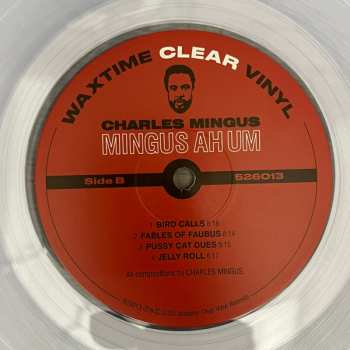 WAXTIME CLEAR VINYL
CHARLES MINGUS
MINGUS AH UM
Side B 526013
1 BIRD CALLS 6:18
2 FABLES OF FAUBUS 8:14
3 PUSSY CAT DUES 9:15
4 JELLY ROLL 6:17
All compositions by CHARLES MINGUS.